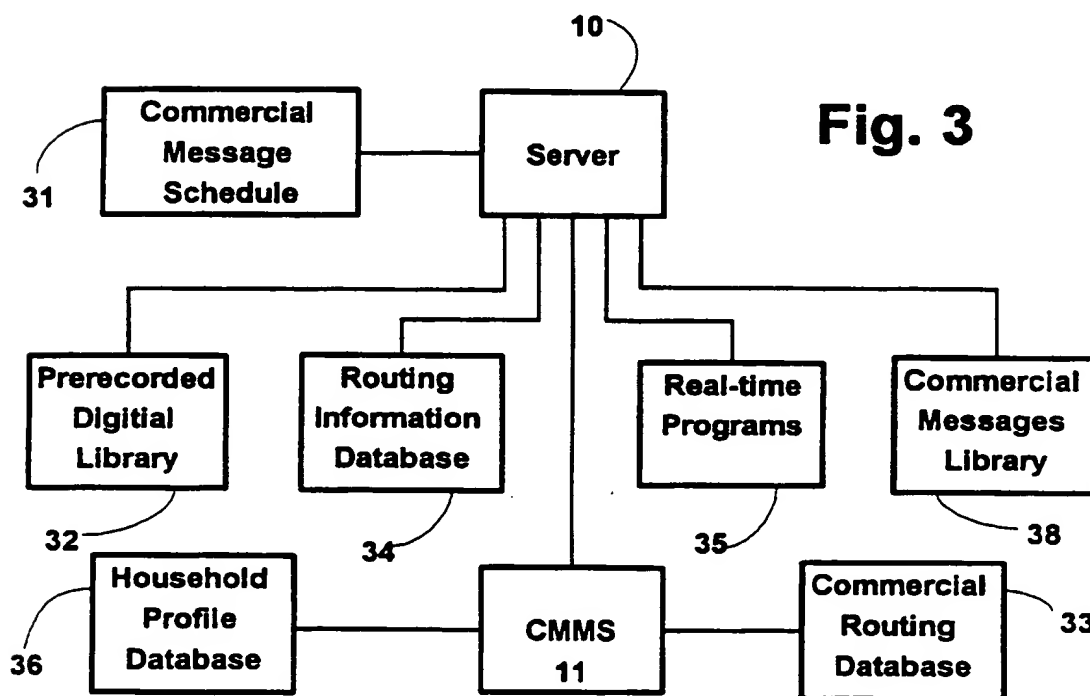 10
Commercial
Message
Schedule
31
Server
Fig. 3
Prerecorded
Digitial
Library
32
Routing
Information
Database
34
Real-time
Programs
35
Commercial
Messages
Library
38
Household
Profile
Database
36
CMMS
11
Commercial
Routing
Database
33